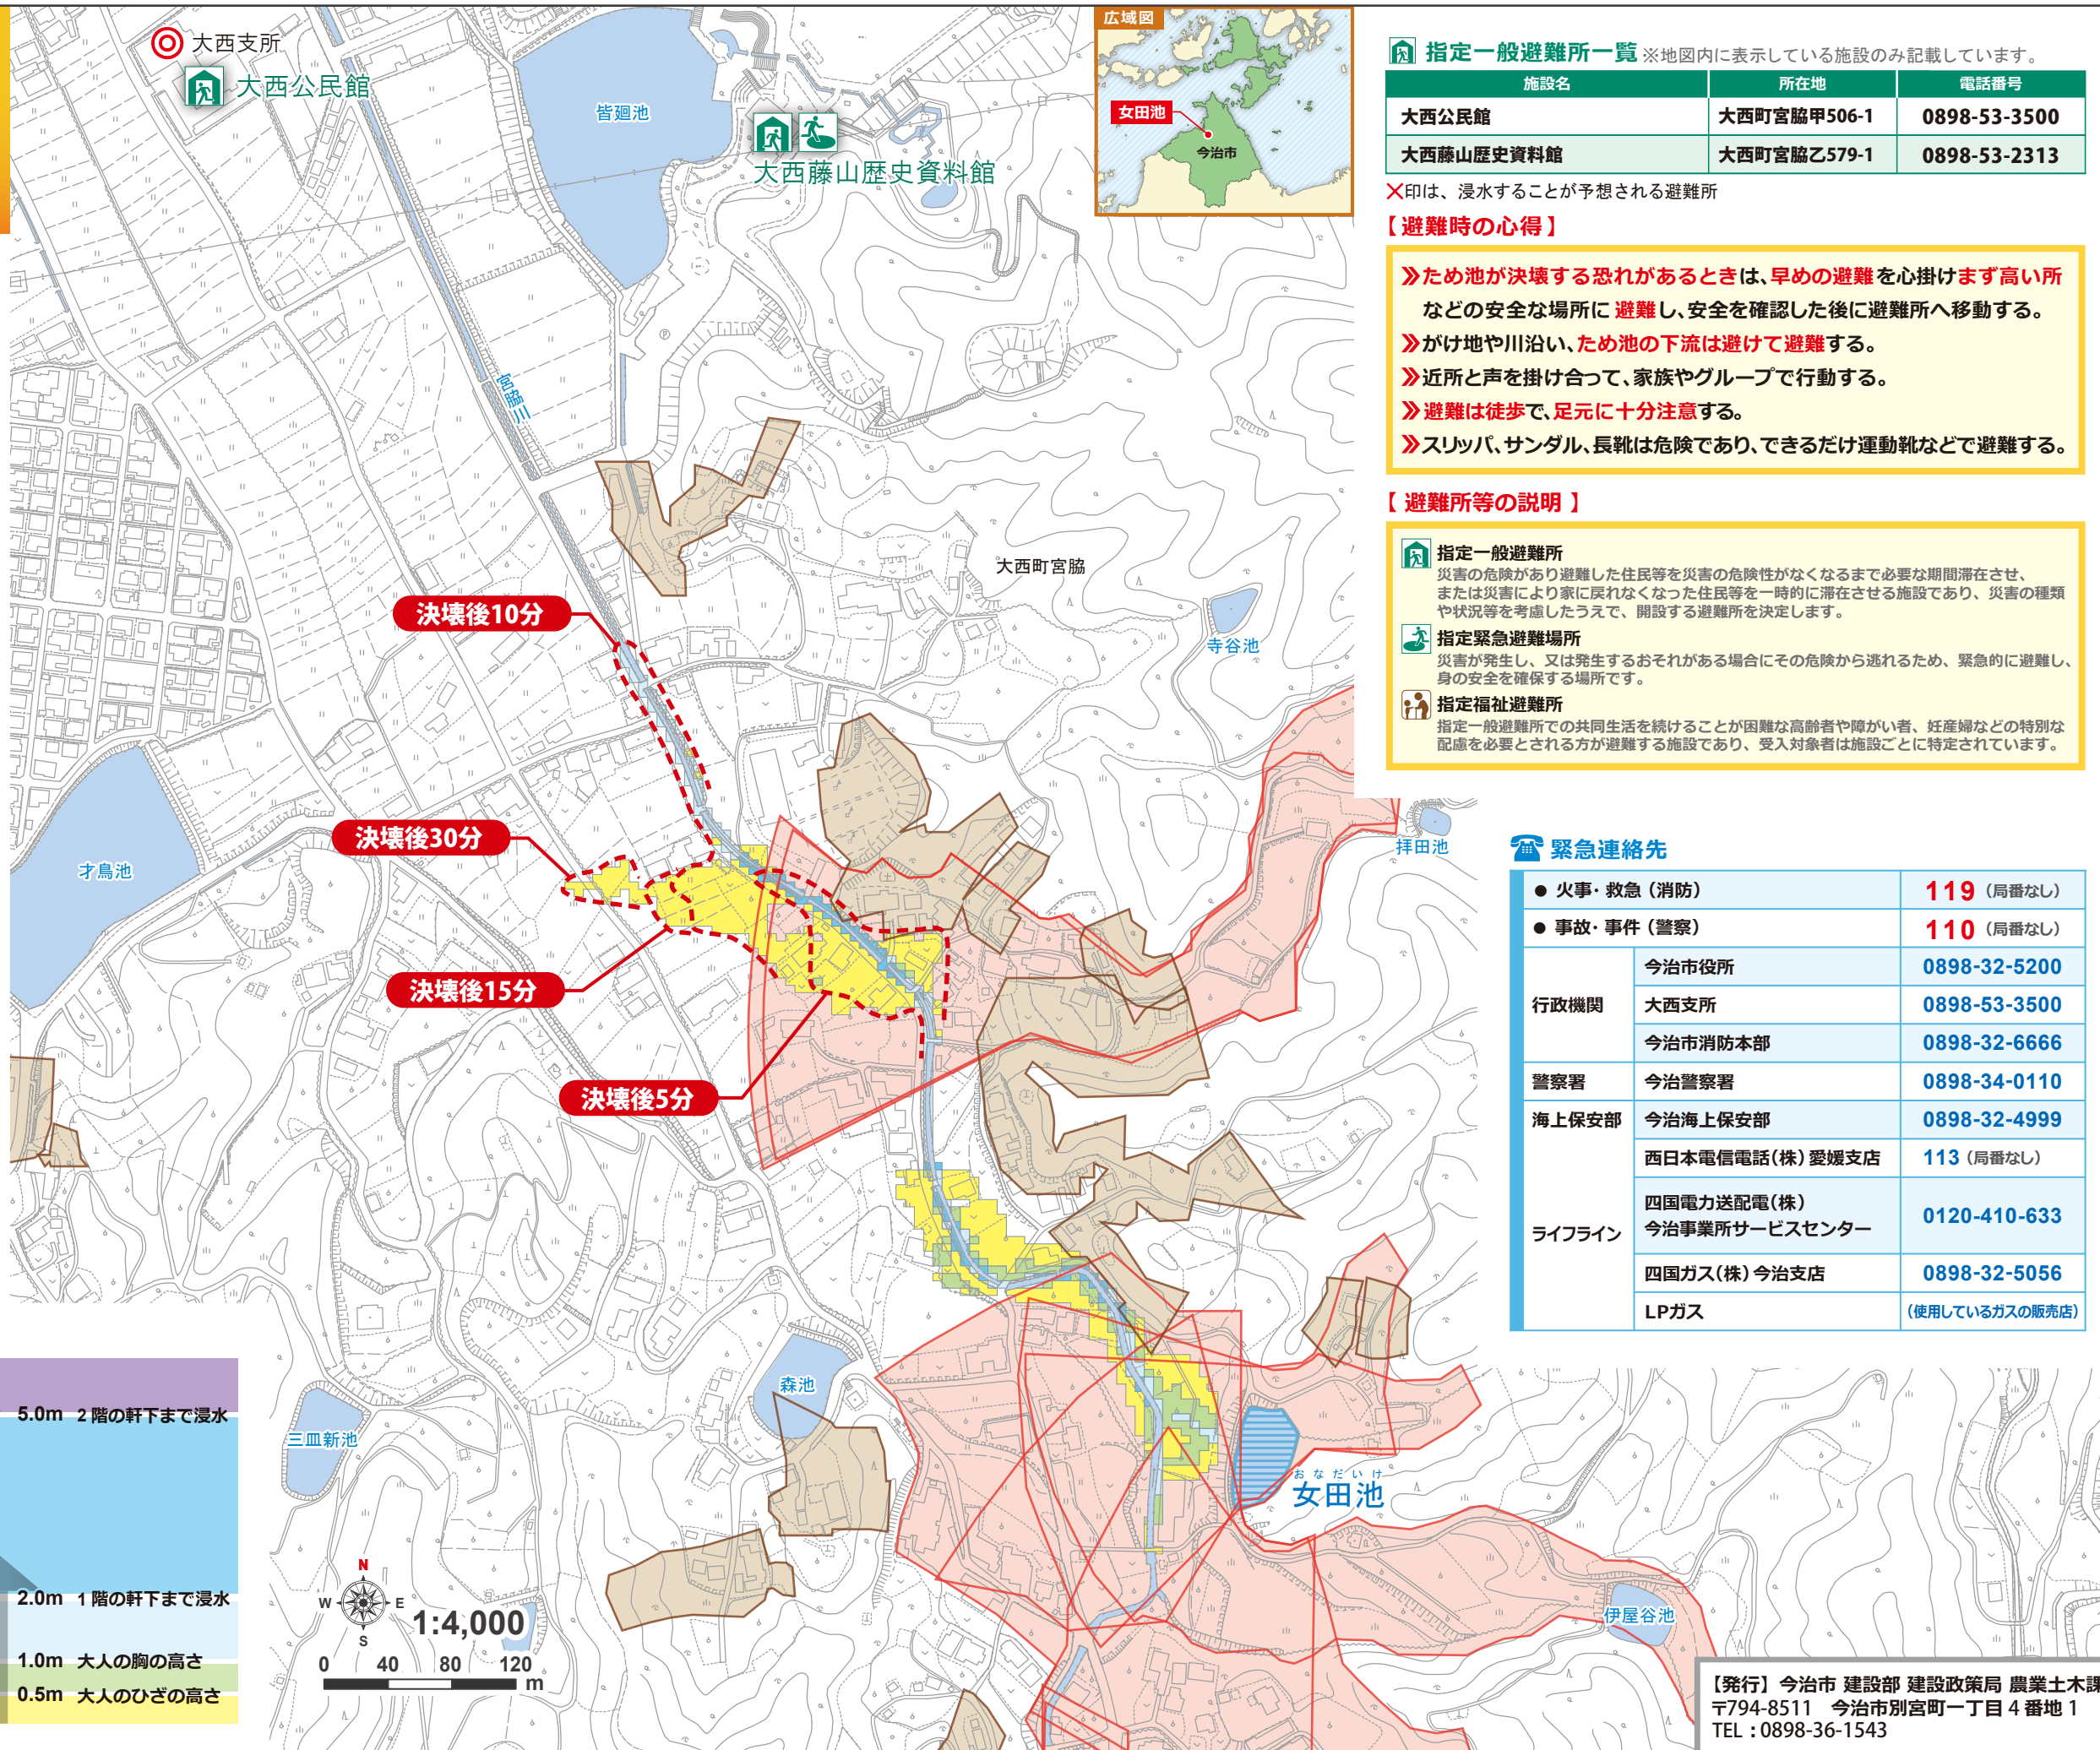 大西支所
大西公民館
皆廻池
大西藤山歴史資料館
広域図
女田池
今治市
宮脇川
大西町宮脇
寺谷池
拝田池
才鳥池
決壊後10分
決壊後30分
決壊後15分
決壊後5分
森池
三皿新池
おなだいけ
女田池
伊屋谷池
5.0m 2階の軒下まで浸水
2.0m 1階の軒下まで浸水
1.0m 大人の胸の高さ
0.5m 大人のひざの高さ
N
W E
S
1:4,000
0 40 80 120
m
指定一般避難所一覧 ※地図内に表示している施設のみ記載しています。
施設名 所在地 電話番号
大西公民館 大西町宮脇甲506-1 0898-53-3500
大西藤山歴史資料館 大西町宮脇乙579-1 0898-53-2313
×印は、浸水することが予想される避難所
【避難時の心得】
≫ため池が決壊する恐れがあるときは、早めの避難を心掛けまず高い所
などの安全な場所に避難し、安全を確認した後に避難所へ移動する。
≫がけ地や川沿い、ため池の下流は避けて避難する。
≫近所と声を掛け合って、家族やグループで行動する。
≫避難は徒歩で、足元に十分注意する。
≫スリッパ、サンダル、長靴は危険であり、できるだけ運動靴などで避難する。
【避難所等の説明】
指定一般避難所
災害の危険があり避難した住民等を災害の危険性がなくなるまで必要な期間滞在させ、
または災害により家に戻れなくなった住民等を一時的に滞在させる施設であり、災害の種類
や状況等を考慮したうえで、開設する避難所を決定します。
指定緊急避難場所
災害が発生し、又は発生するおそれがある場合にその危険から逃れるため、緊急的に避難し、
身の安全を確保する場所です。
指定福祉避難所
指定一般避難所での共同生活を続けることが困難な高齢者や障がい者、妊産婦などの特別な
配慮を必要とされる方が避難する施設であり、受入対象者は施設ごとに特定されています。
緊急連絡先
● 火事・救急（消防） 119（局番なし）
● 事故・事件（警察） 110（局番なし）
行政機関
今治市役所 0898-32-5200
大西支所 0898-53-3500
今治市消防本部 0898-32-6666
警察署 今治警察署 0898-34-0110
海上保安部 今治海上保安部 0898-32-4999
ライフライン
西日本電信電話（株）愛媛支店 113（局番なし）
四国電力送配電（株）
今治事業所サービスセンター 0120-410-633
四国ガス（株）今治支店 0898-32-5056
LPガス （使用しているガスの販売店）
【発行】今治市 建設部 建設政策局 農業土木課
〒794-8511 今治市別宮町一丁目4番地1
TEL：0898-36-1543